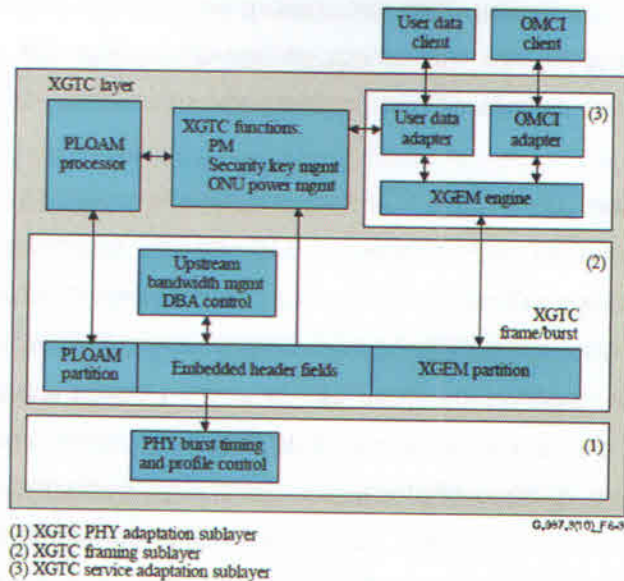 User data
client
OMCI
client
XGTC layer
(3)
PLOAM
processor
XGTC functions:
PM
Security key mgmt
ONU power mgmt
User data
adapter
OMCI
adapter
XGEM engine
(2)
Upstream
bandwidth mgmt
DBA control
XGTC
frame/burst
PLOAM
partition
Embedded header fields
XGEM partition
(1)
PHY burst timing
and profile control
(1) XGTC PHY adaptation sublayer
(2) XGTC framing sublayer
(3) XGTC service adaptation sublayer